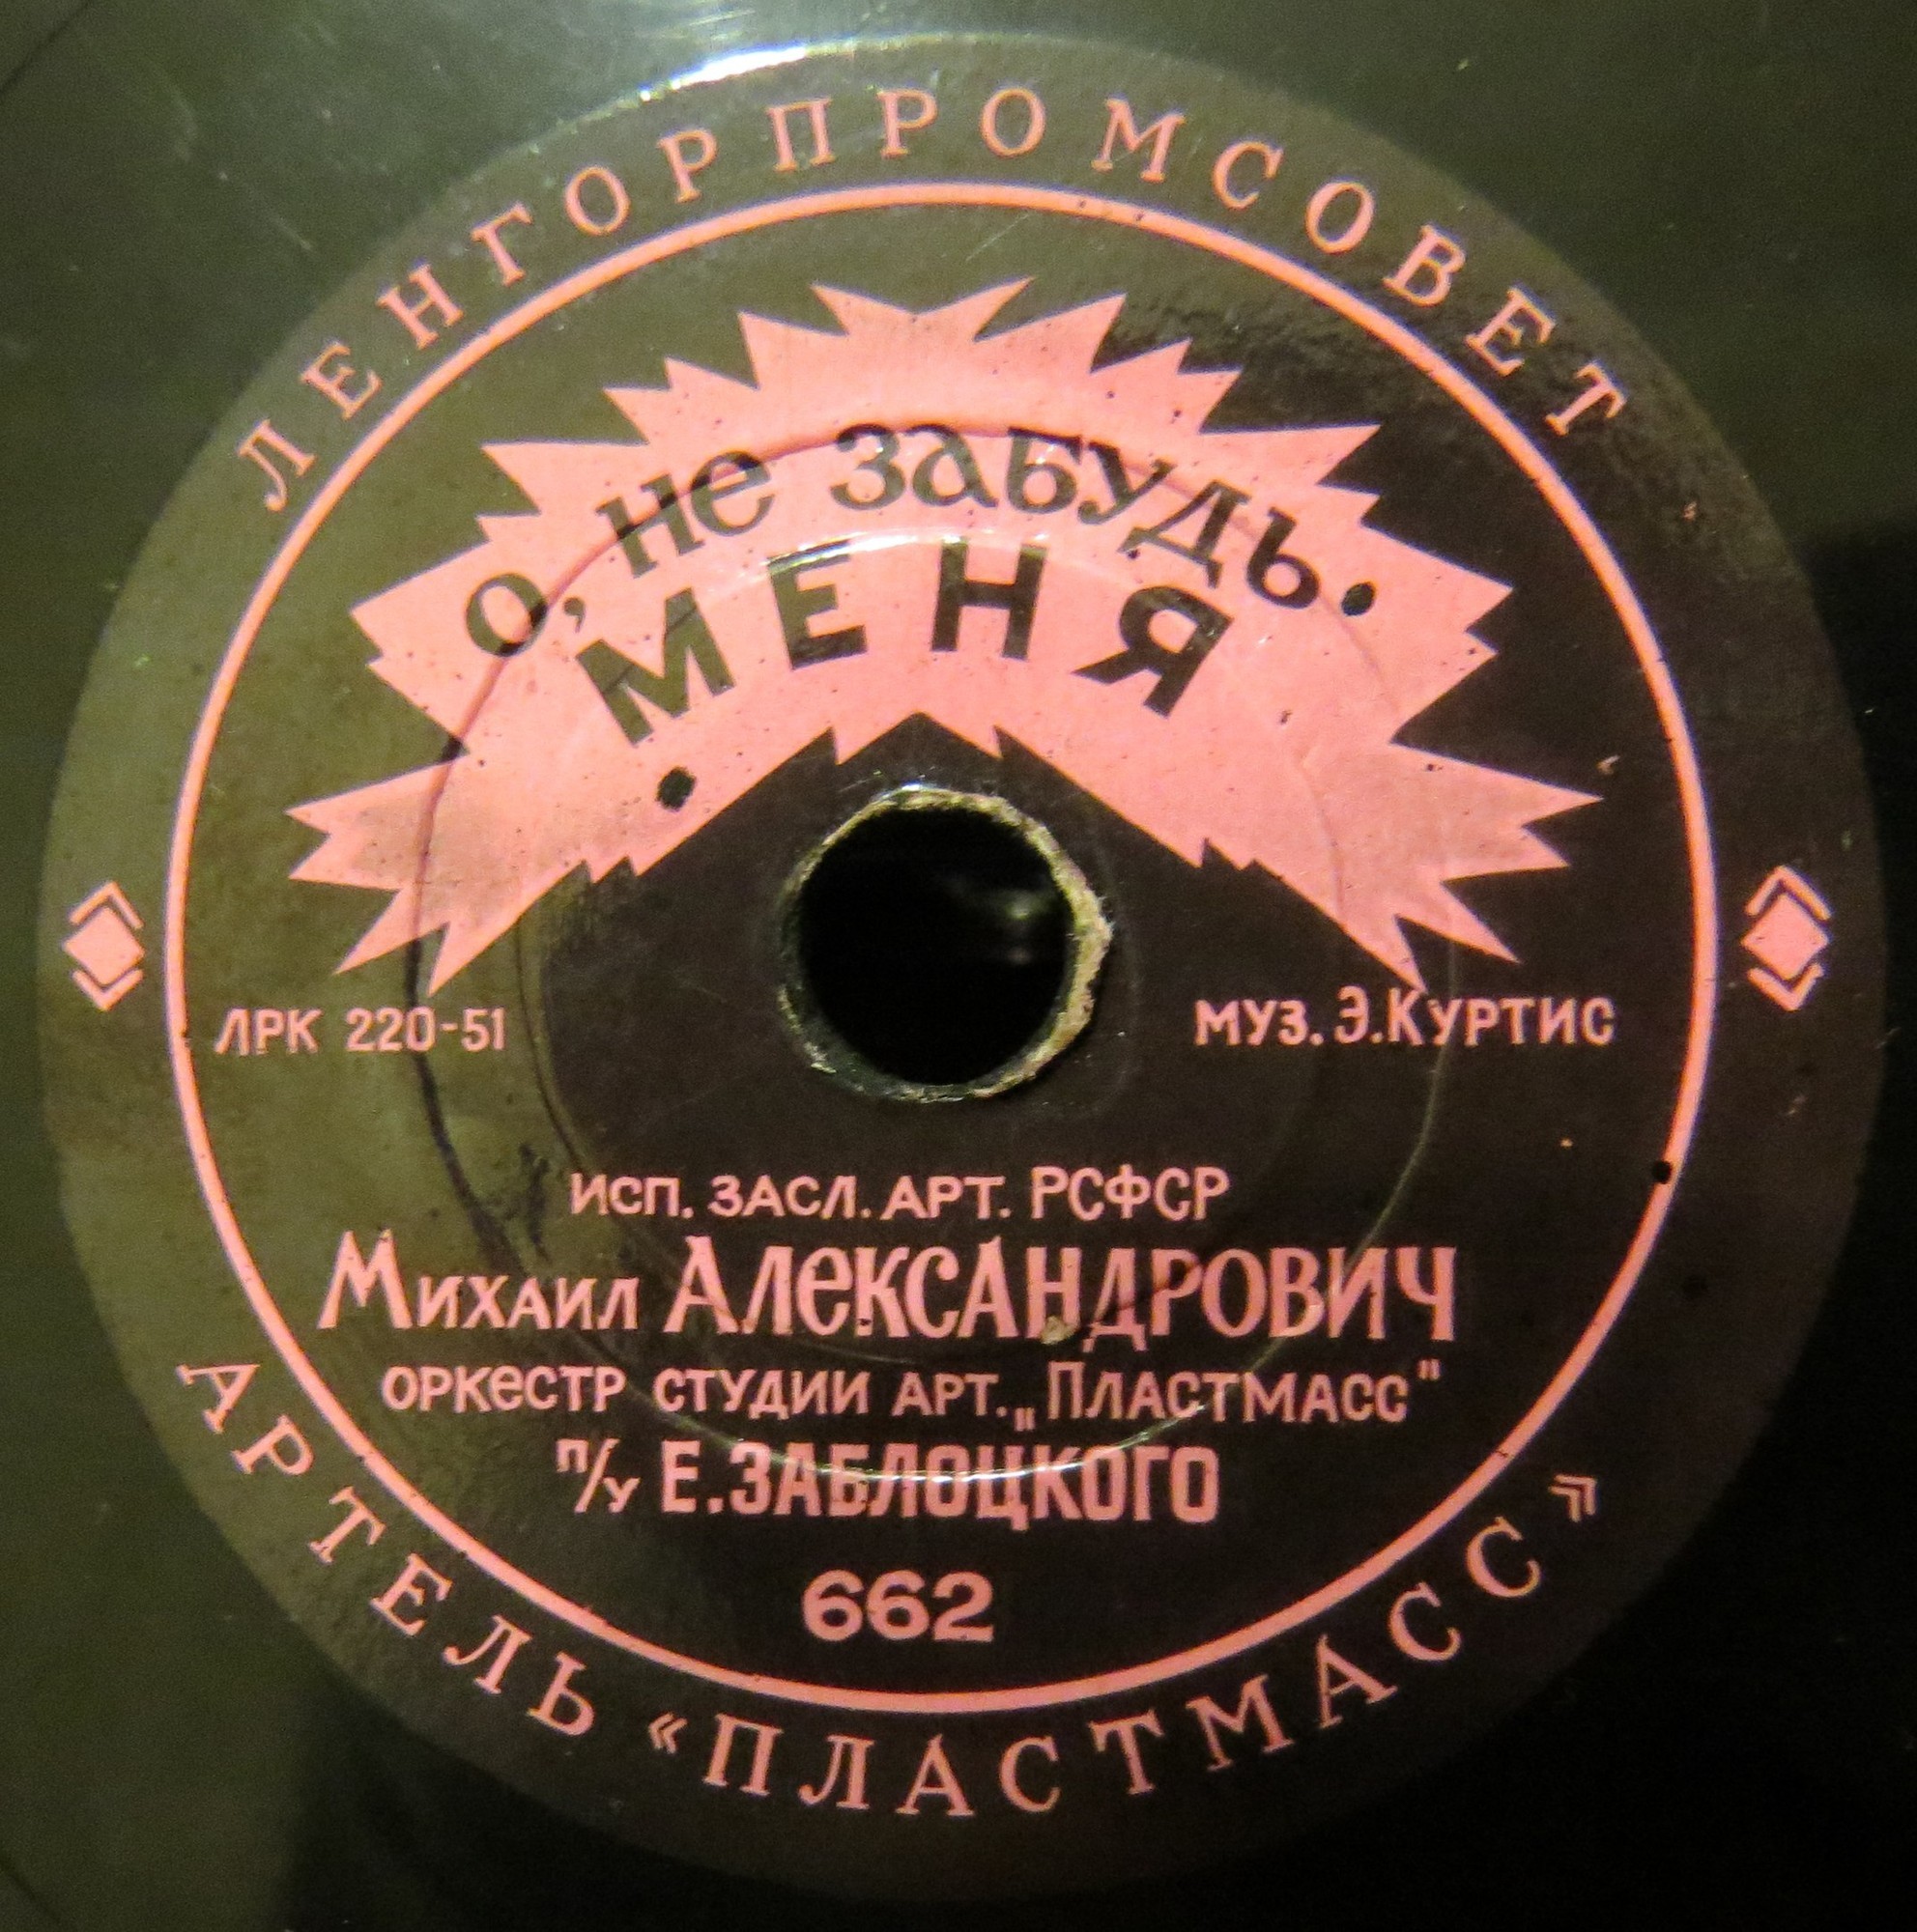 ЛЕНГОРПРОМСОВЕТ
о, не забудь
МЕНЯ
ЛРК 220-51
МУЗ. Э.КУРТИС
ИСП. ЗАСЛ. АРТ. РСФСР
МИХАИЛ АЛЕКСАНДРОВИЧ
ОРКЕСТР СТУДИИ АРТ. „ПЛАСТМАСС"
П/У Е.ЗАБЛОЦКОГО
662
АРТЕЛЬ «ПЛАСТМАСС»